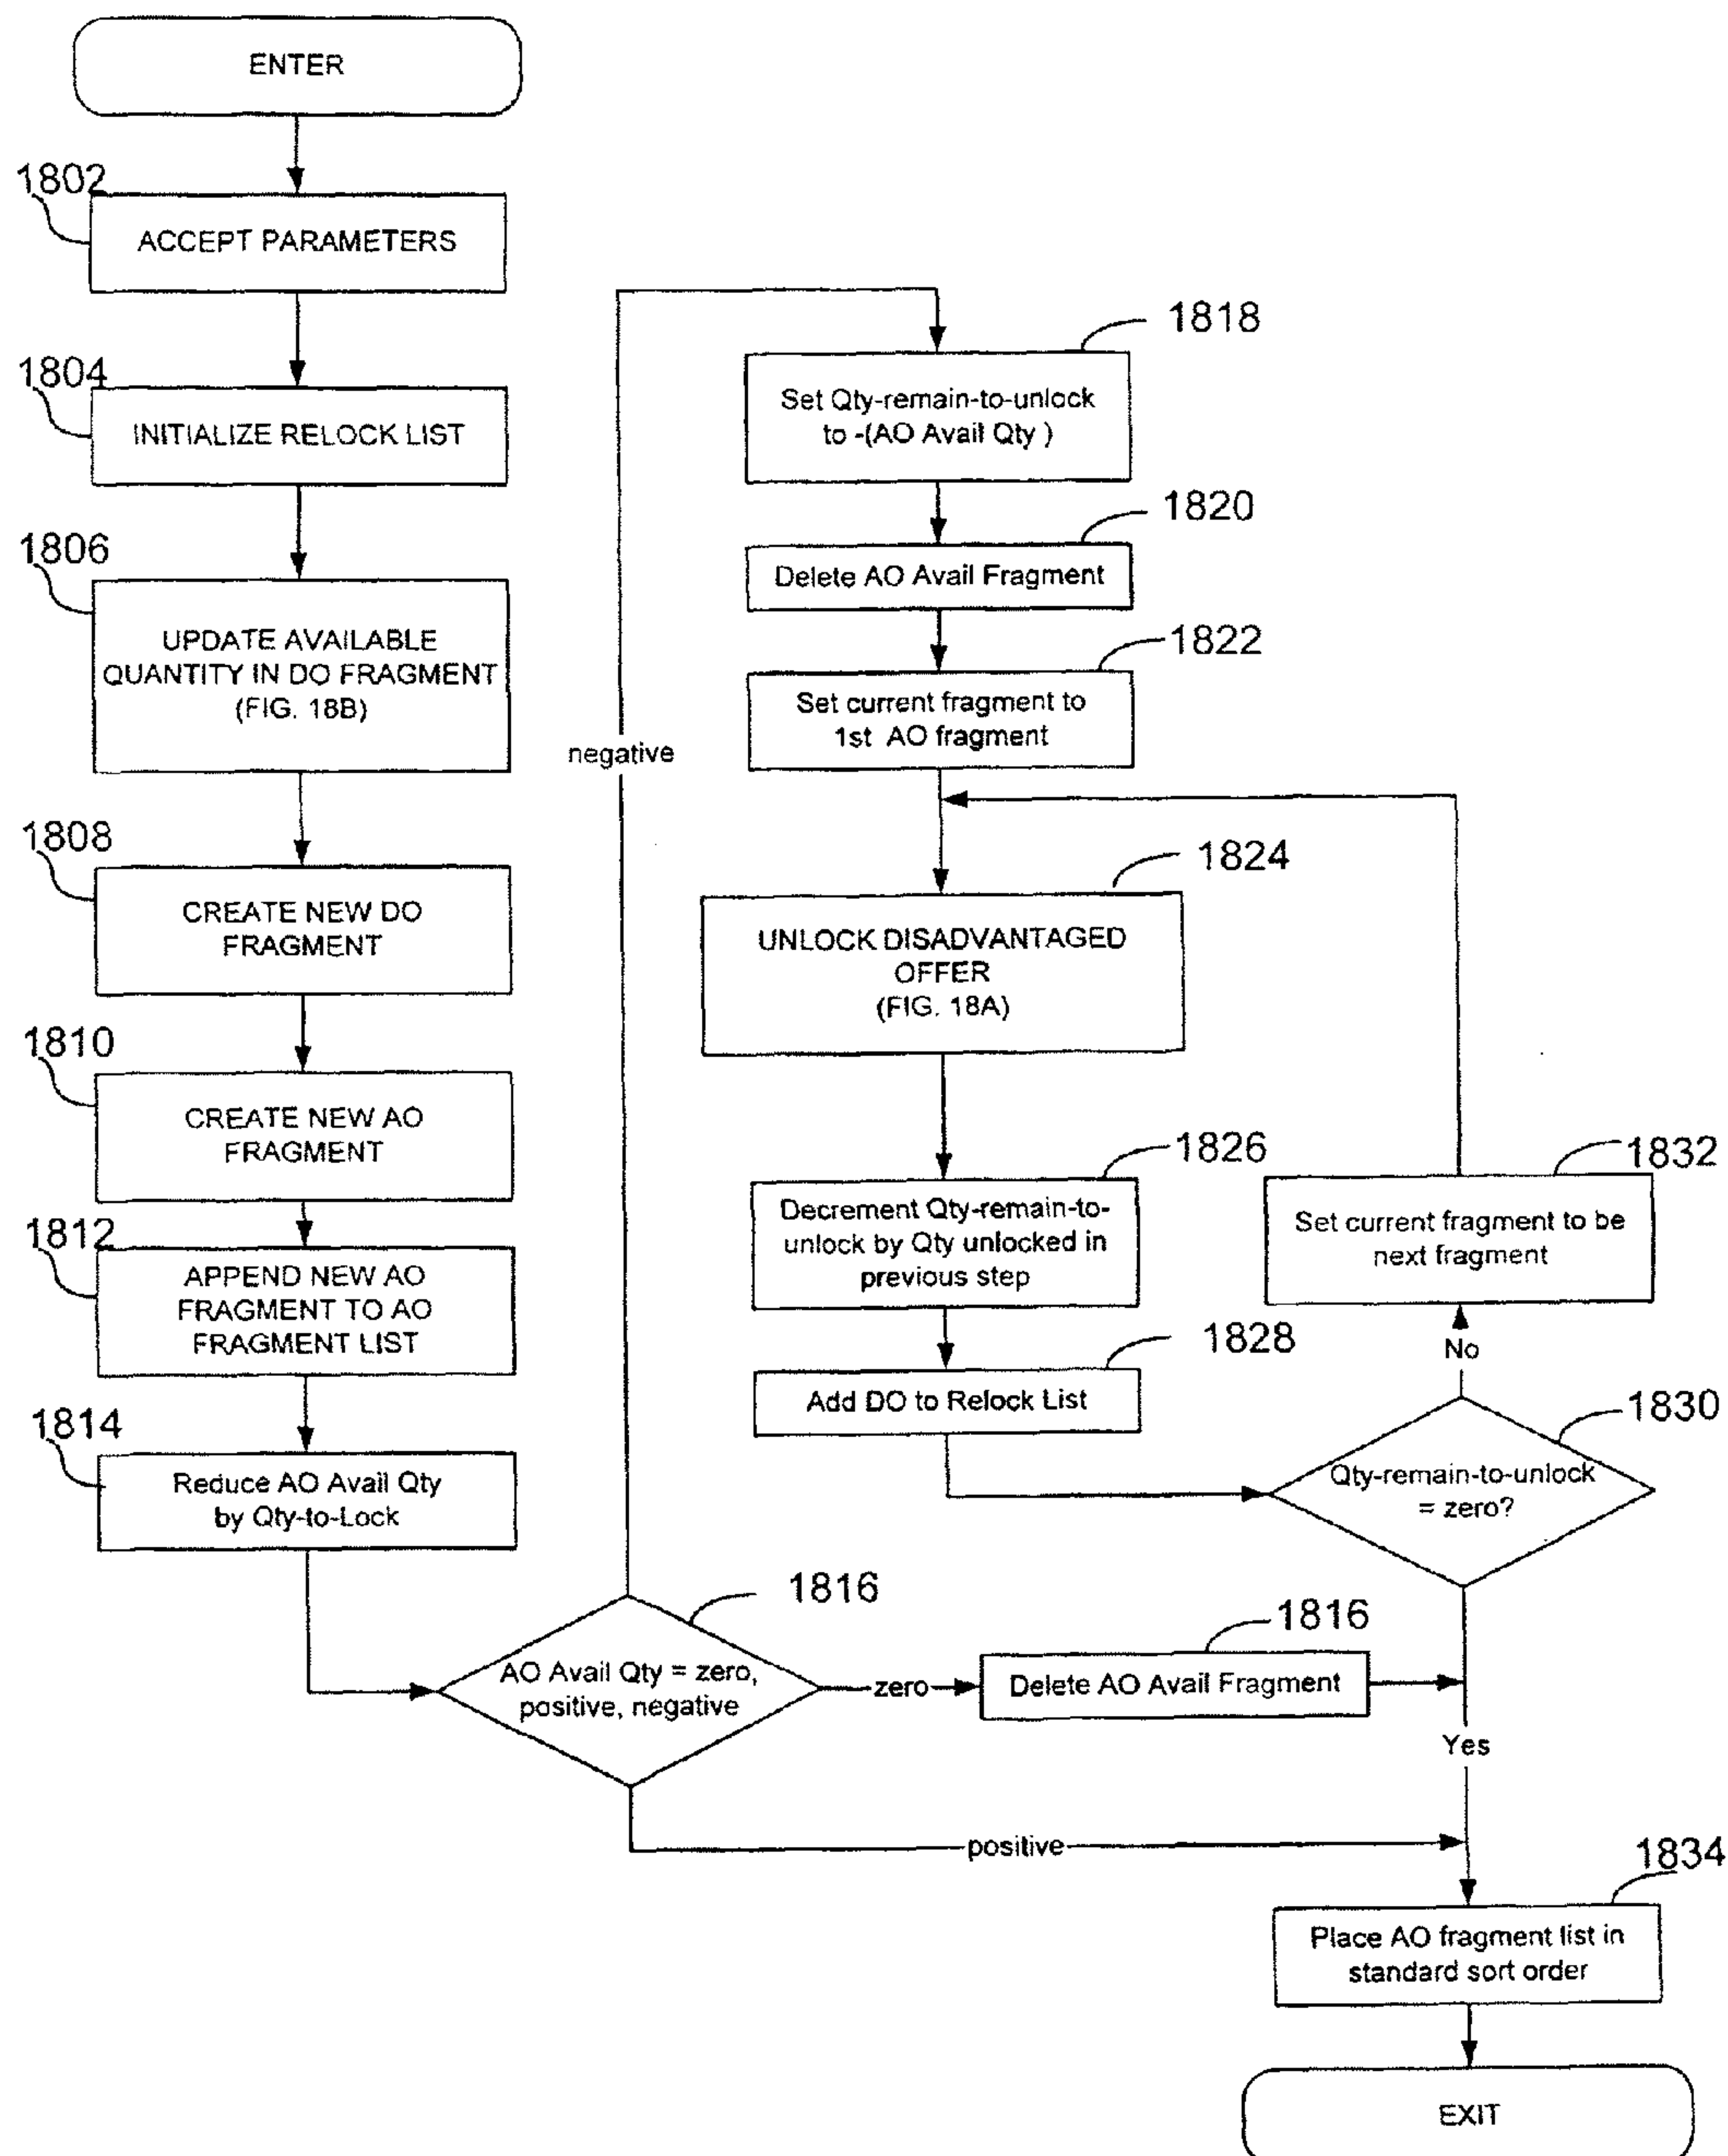 ENTER
1802
ACCEPT PARAMETERS
1804
INITIALIZE RELOCK LIST
1806
UPDATE AVAILABLE
QUANTITY IN DO FRAGMENT
(FIG. 18B)
1808
CREATE NEW DO
FRAGMENT
1810
CREATE NEW AO
FRAGMENT
1812
APPEND NEW AO
FRAGMENT TO AO
FRAGMENT LIST
1814
Reduce AO Avail Qty
by Qty-to-Lock
1816
AO Avail Qty = zero,
positive, negative
negative
zero
positive
1816
Delete AO Avail Fragment
1818
Set Qty-remain-to-unlock
to -(AO Avail Qty )
1820
Delete AO Avail Fragment
1822
Set current fragment to
1st AO fragment
1824
UNLOCK DISADVANTAGED
OFFER
(FIG. 18A)
1826
Decrement Qty-remain-to-
unlock by Qty unlocked in
previous step
1828
Add DO to Relock List
1830
Qty-remain-to-unlock
= zero?
No
1832
Set current fragment to be
next fragment
Yes
1834
Place AO fragment list in
standard sort order
EXIT